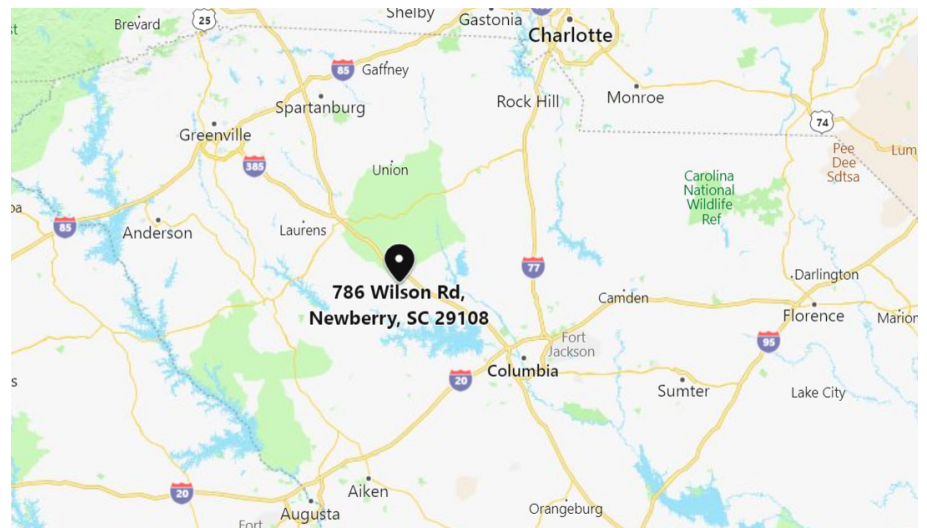 Brevard
25
Shelby
Gastonia
Charlotte
85
Gaffney
Spartanburg
Rock Hill
Monroe
74
Greenville
385
Union
Pee
Dee
Sdtsa
Lum
Carolina
National
Wildlife
Ref
85
Anderson
Laurens
77
786 Wilson Rd,
Newberry, SC 29108
Camden
Darlington
Florence
Marion
Fort
Jackson
95
Columbia
20
Sumter
Lake City
20
Aiken
Augusta
Orangeburg
Fort